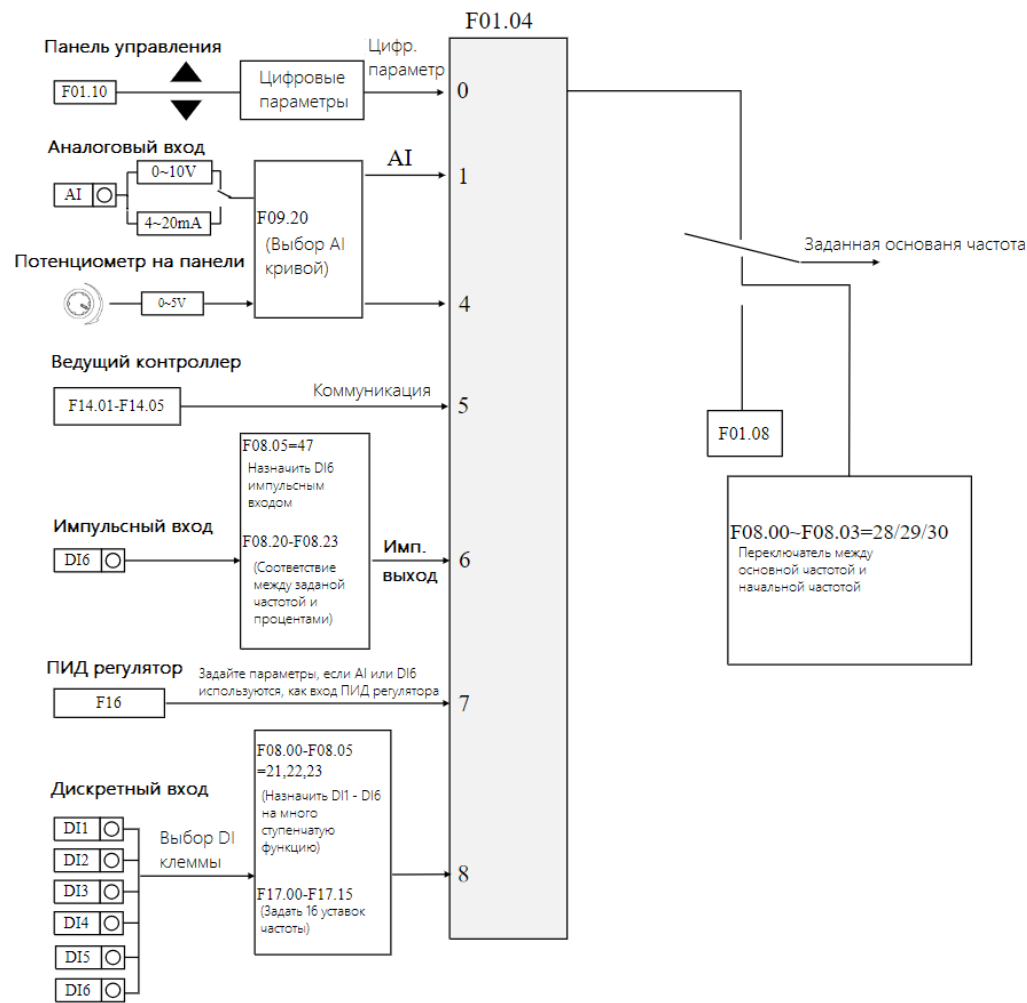 F01.04
Панель управления
Цифр.
параметр
F01.10
Цифровые
параметры
0
Аналоговый вход
0~10V
AI
4~20mA
F09.20
(Выбор AI
кривой)
AI
1
Заданная основаня частота
Потенциометр на панели
0~5V
4
Ведущий контроллер
F14.01-F14.05
Коммуникация
5
F01.08
F08.05=47
Назначить DI6
импульсным
входом
F08.20-F08.23
(Соответствие
между заданой
частотой и
процентами)
Импульсный вход
DI6
Имп.
выход
6
F08.00~F08.03=28/29/30
Переключатель между
основной частотой и
начальной частотой
ПИД регулятор
F16
Задайте параметры, если AI или DI6
используются, как вход ПИД регулятора
7
Дискретный вход
DI1
DI2
DI3
DI4
DI5
DI6
Выбор DI
клеммы
F08.00-F08.05
=21,22,23
(Назначить DI1 - DI6
на много
ступенчатую
функцию)
F17.00-F17.15
(Задать 16 уставок
частоты)
8